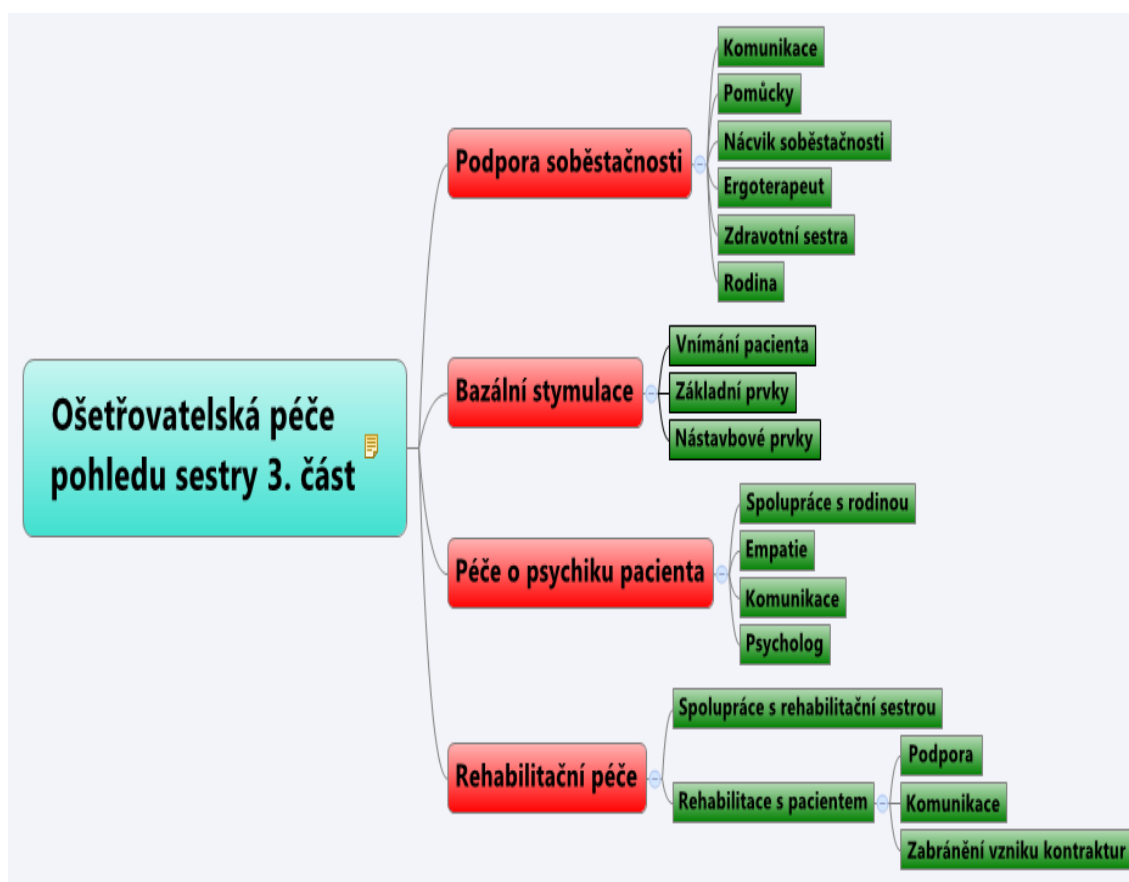 Ošetřovatelská péče
pohledu sestry 3. část
Podpora soběstačnosti
Komunikace
Pomůcky
Nácvik soběstačnosti
Ergoterapeut
Zdravotní sestra
Rodina
Bazální stymulace
Vnímání pacienta
Základní prvky
Nástavbové prvky
Péče o psychiku pacienta
Spolupráce s rodinou
Empatie
Komunikace
Psycholog
Rehabilitační péče
Spolupráce s rehabilitační sestrou
Rehabilitace s pacientem
Podpora
Komunikace
Zabránění vzniku kontraktur